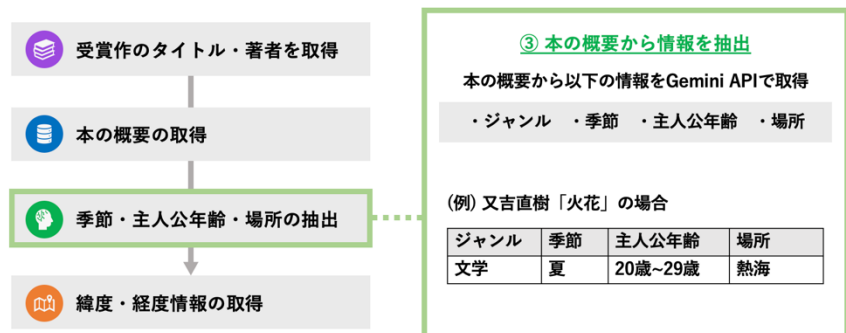 受賞作のタイトル・著者を取得
本の概要の取得
季節・主人公年齢・場所の抽出
緯度・経度情報の取得
③ 本の概要から情報を抽出
本の概要から以下の情報をGemini APIで取得
・ジャンル ・季節 ・主人公年齢 ・場所
(例) 又吉直樹「火花」の場合
ジャンル 季節 主人公年齢 場所
文学 夏 20歳~29歳 熱海